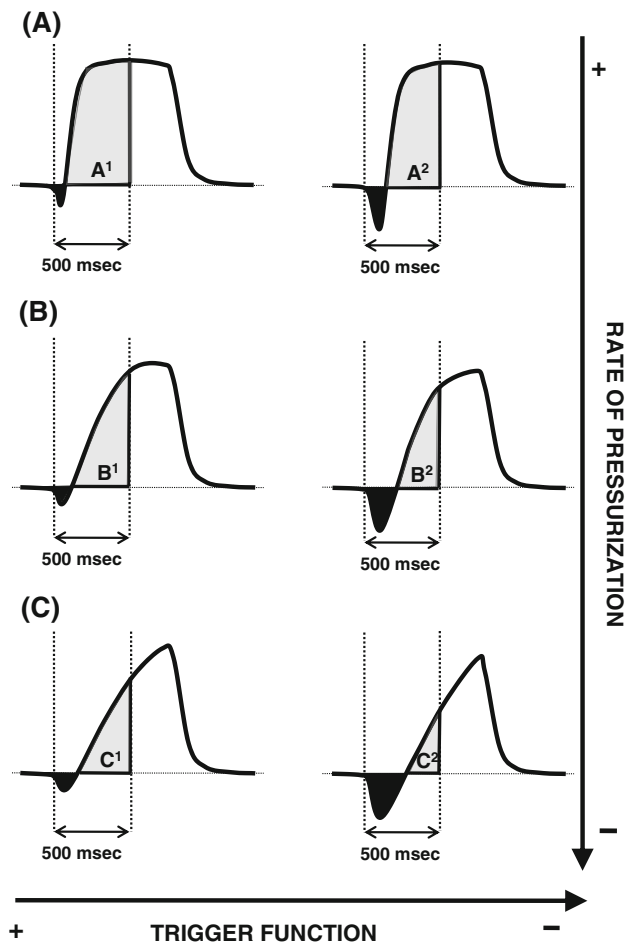 (A)
A¹
500 msec
A²
500 msec
+
(B)
B¹
500 msec
B²
500 msec
RATE OF PRESSURIZATION
(C)
C¹
500 msec
C²
500 msec
−
+ TRIGGER FUNCTION −